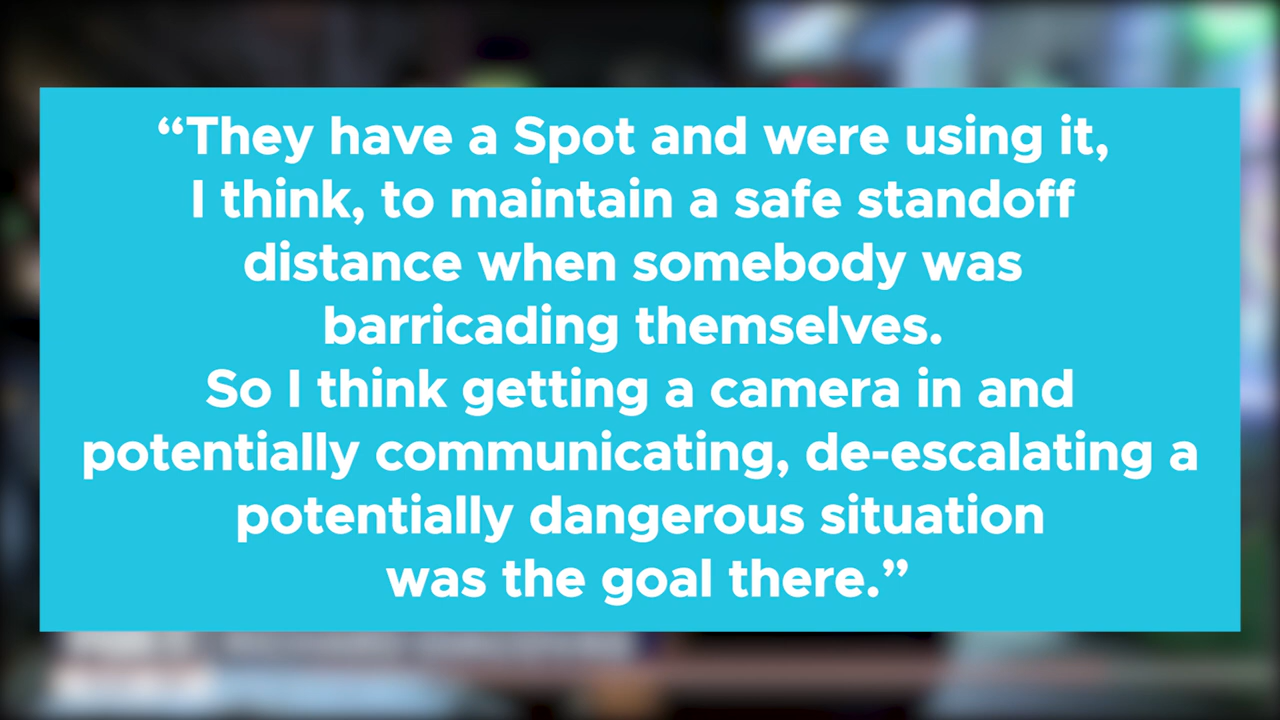 “They have a Spot and were using it,
I think, to maintain a safe standoff
distance when somebody was
barricading themselves.
So I think getting a camera in and
potentially communicating, de-escalating a
potentially dangerous situation
was the goal there.”